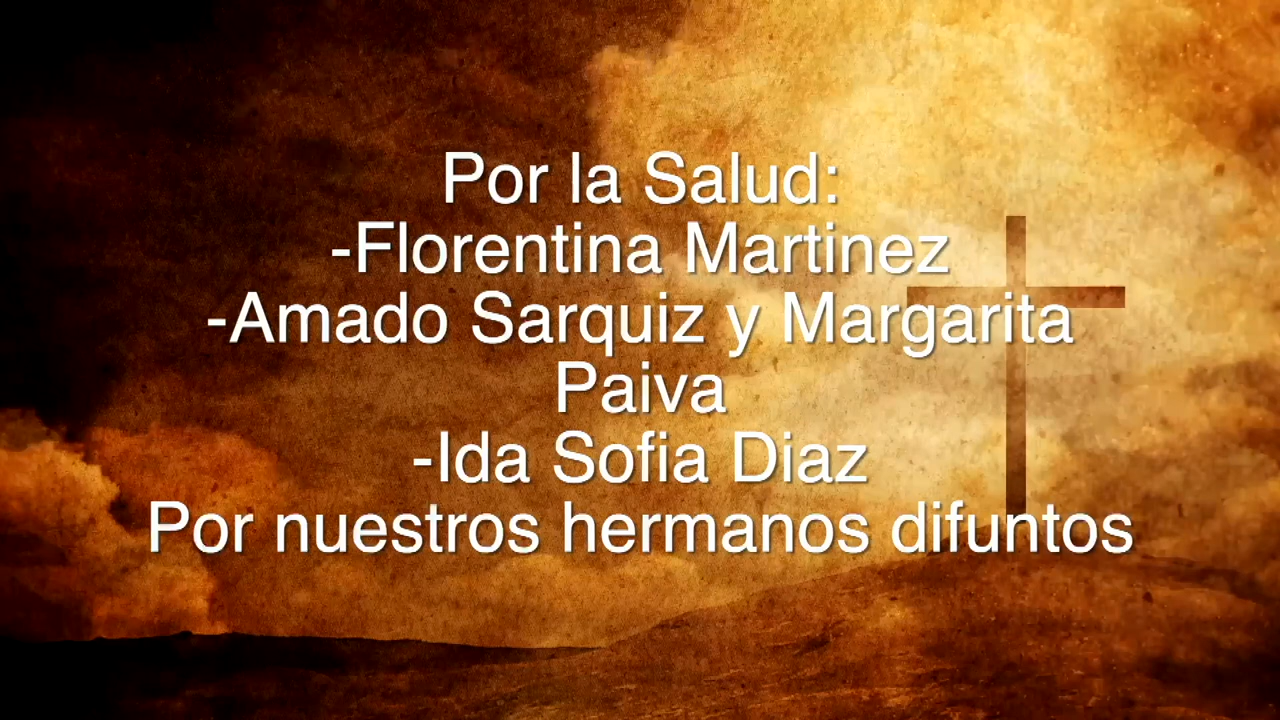 Por la Salud:
-Florentina Martinez
-Amado Sarquiz y Margarita
Paiva
-Ida Sofia Diaz
Por nuestros hermanos difuntos